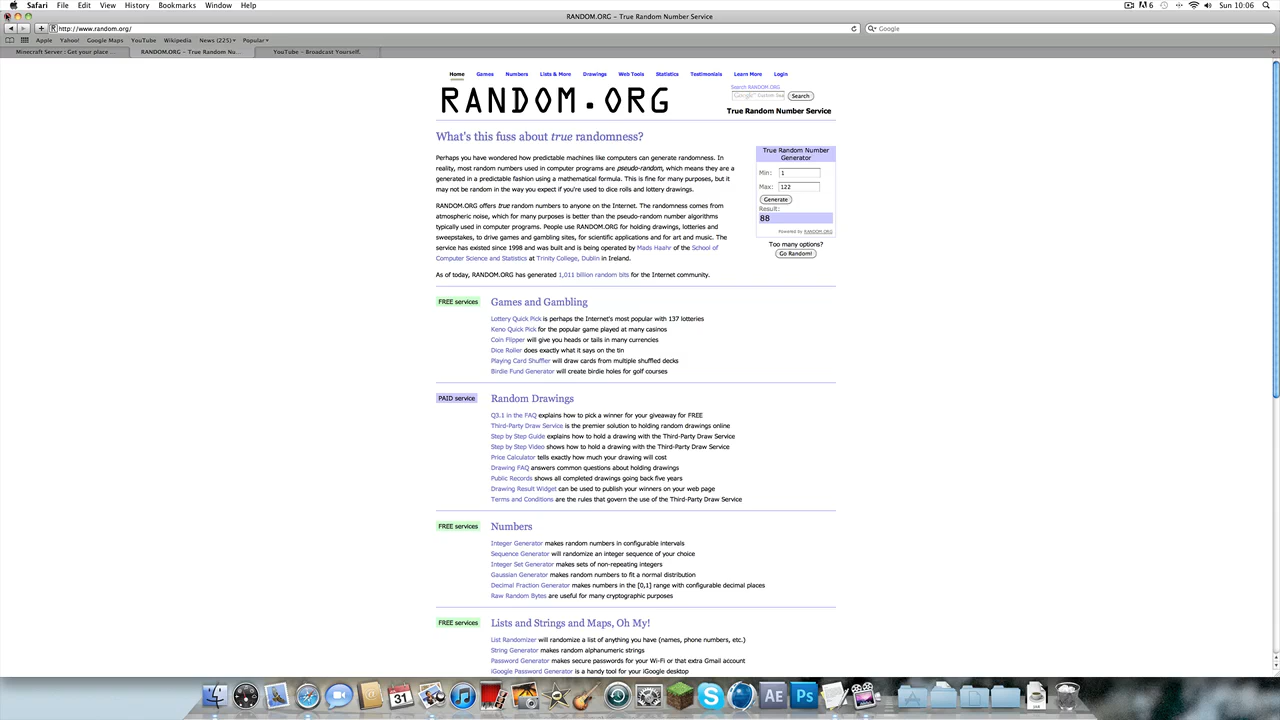 Safari File Edit View History Bookmarks Window Help
6 Sun 10:06
RANDOM.ORG – True Random Number Service
http://www.random.org/
Google
Apple Yahoo! Google Maps YouTube Wikipedia News (225) Popular
Minecraft Server : Get your place ...
RANDOM.ORG – True Random Nu...
YouTube – Broadcast Yourself.
Home Games Numbers Lists & More Drawings Web Tools Statistics Testimonials Learn More Login
RANDOM.ORG
Search RANDOM.ORG
Google Custom Sea
Search
True Random Number Service
What's this fuss about true randomness?
Perhaps you have wondered how predictable machines like computers can generate randomness. In
reality, most random numbers used in computer programs are pseudo-random, which means they are
generated in a predictable fashion using a mathematical formula. This is fine for many purposes, but it
may not be random in the way you expect if you're used to dice rolls and lottery drawings.
RANDOM.ORG offers true random numbers to anyone on the Internet. The randomness comes from
atmospheric noise, which for many purposes is better than the pseudo-random number algorithms
typically used in computer programs. People use RANDOM.ORG for holding drawings, lotteries and
sweepstakes, to drive games and gambling sites, for scientific applications and for art and music. The
service has existed since 1998 and was built and is being operated by Mads Haahr of the School of
Computer Science and Statistics at Trinity College, Dublin in Ireland.
As of today, RANDOM.ORG has generated 1,011 billion random bits for the Internet community.
True Random Number
Generator
Min: 1
Max: 122
Generate
Result:
88
Powered by RANDOM.ORG
Too many options?
Go Random!
FREE services
Games and Gambling
Lottery Quick Pick is perhaps the Internet's most popular with 137 lotteries
Keno Quick Pick for the popular game played at many casinos
Coin Flipper will give you heads or tails in many currencies
Dice Roller does exactly what it says on the tin
Playing Card Shuffler will draw cards from multiple shuffled decks
Birdie Fund Generator will create birdie holes for golf courses
PAID service
Random Drawings
Q3.1 in the FAQ explains how to pick a winner for your giveaway for FREE
Third-Party Draw Service is the premier solution to holding random drawings online
Step by Step Guide explains how to hold a drawing with the Third-Party Draw Service
Step by Step Video shows how to hold a drawing with the Third-Party Draw Service
Price Calculator tells exactly how much your drawing will cost
Drawing FAQ answers common questions about holding drawings
Public Records shows all completed drawings going back five years
Drawing Result Widget can be used to publish your winners on your web page
Terms and Conditions are the rules that govern the use of the Third-Party Draw Service
FREE services
Numbers
Integer Generator makes random numbers in configurable intervals
Sequence Generator will randomize an integer sequence of your choice
Integer Set Generator makes sets of non-repeating integers
Gaussian Generator makes random numbers to fit a normal distribution
Decimal Fraction Generator makes numbers in the [0,1] range with configurable decimal places
Raw Random Bytes are useful for many cryptographic purposes
FREE services
Lists and Strings and Maps, Oh My!
List Randomizer will randomize a list of anything you have (names, phone numbers, etc.)
String Generator makes random alphanumeric strings
Password Generator makes secure passwords for your Wi-Fi or that extra Gmail account
iGoogle Password Generator is a handy tool for your iGoogle desktop
31
AE
Ps